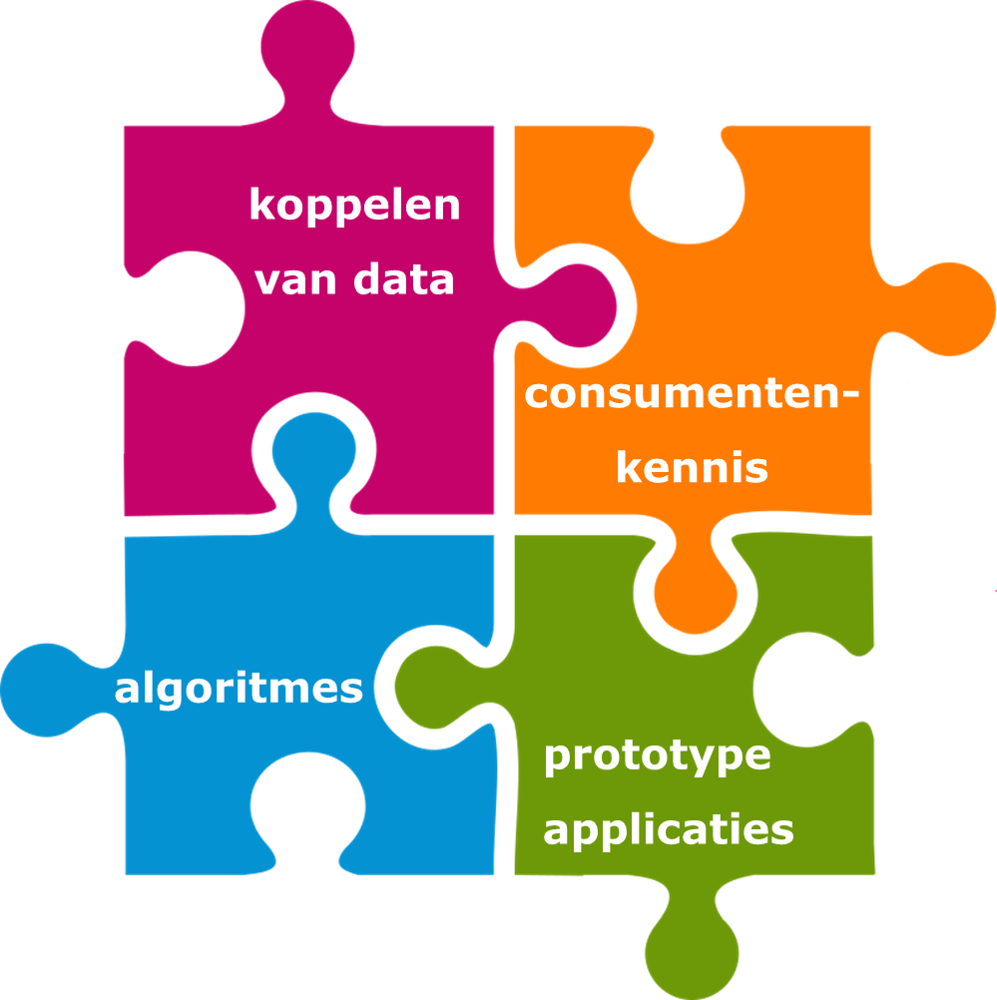 koppelen
van data
consumenten-
kennis
algoritmes
prototype
applicaties